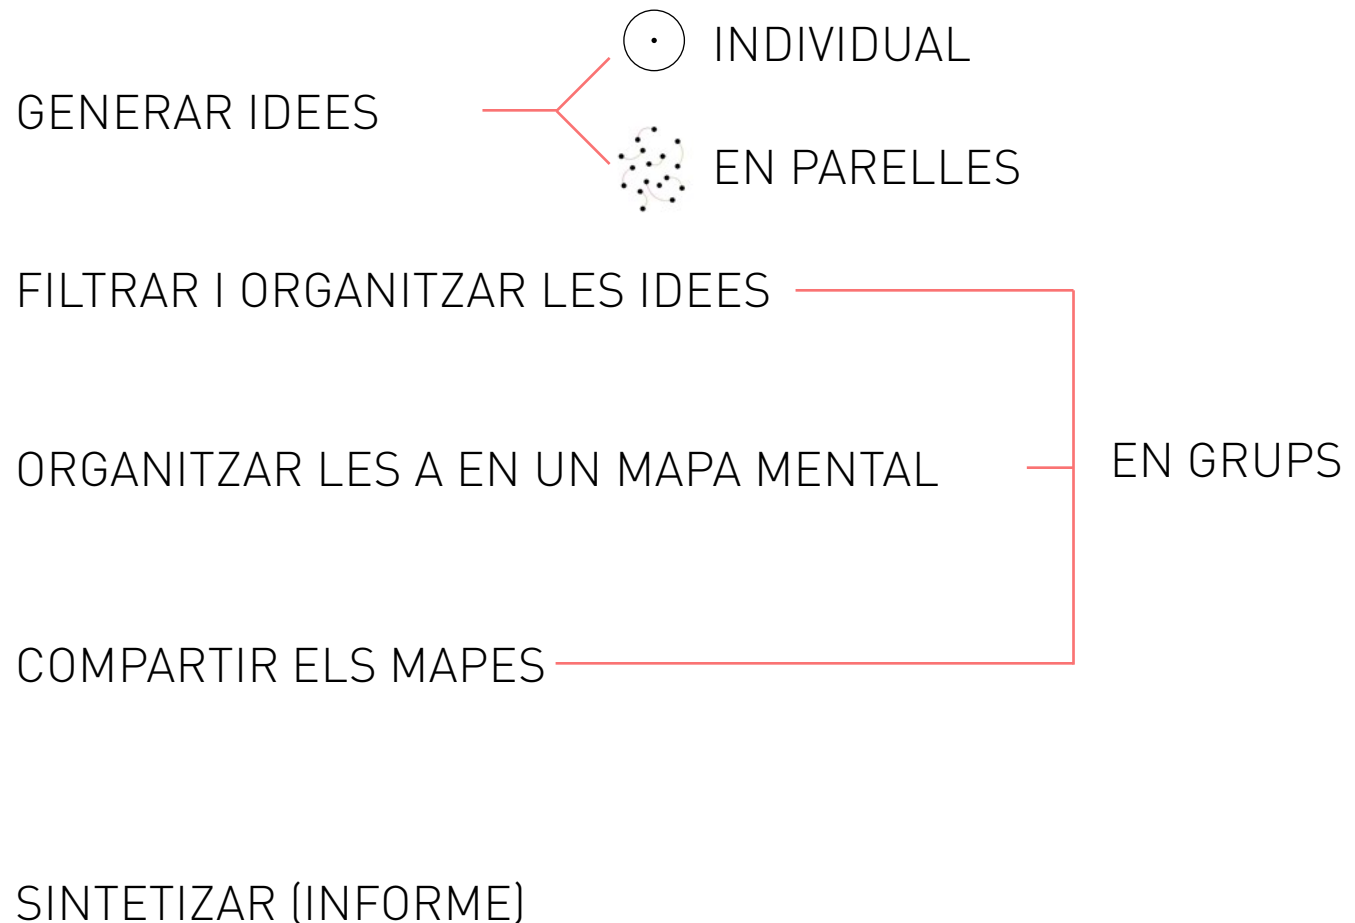 INDIVIDUAL
GENERAR IDEES
EN PARELLES
FILTRAR I ORGANITZAR LES IDEES
ORGANITZAR LES A EN UN MAPA MENTAL
EN GRUPS
COMPARTIR ELS MAPES
SINTETIZAR (INFORME)